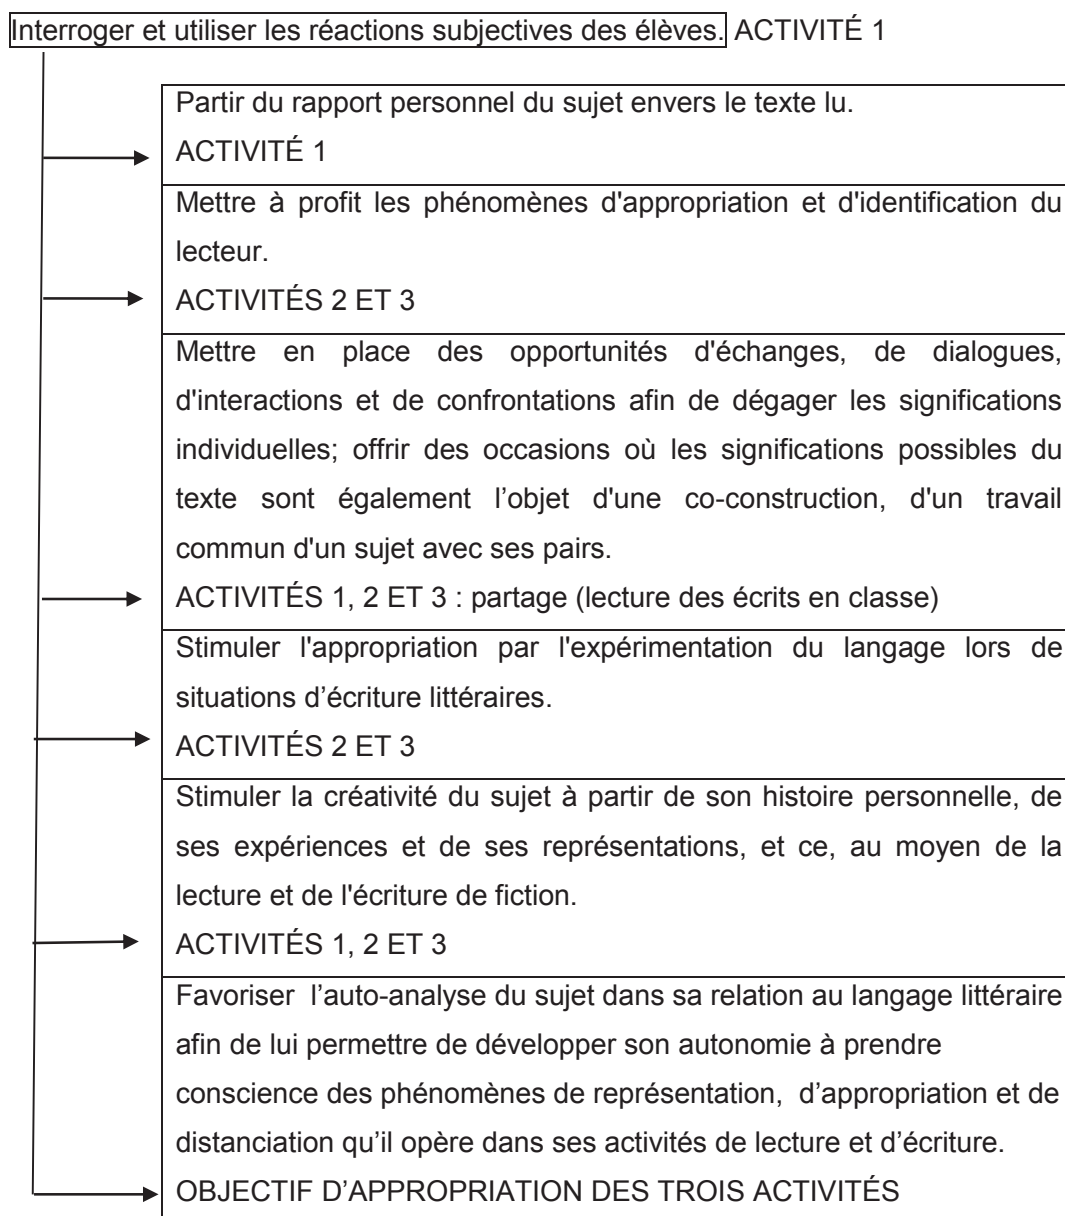 Interroger et utiliser les réactions subjectives des élèves. ACTIVITÉ 1
Partir du rapport personnel du sujet envers le texte lu.
ACTIVITÉ 1
Mettre à profit les phénomènes d'appropriation et d'identification du
lecteur.
ACTIVITÉS 2 ET 3
Mettre en place des opportunités d'échanges, de dialogues,
d'interactions et de confrontations afin de dégager les significations
individuelles; offrir des occasions où les significations possibles du
texte sont également l’objet d'une co-construction, d'un travail
commun d'un sujet avec ses pairs.
ACTIVITÉS 1, 2 ET 3 : partage (lecture des écrits en classe)
Stimuler l'appropriation par l'expérimentation du langage lors de
situations d’écriture littéraires.
ACTIVITÉS 2 ET 3
Stimuler la créativité du sujet à partir de son histoire personnelle, de
ses expériences et de ses représentations, et ce, au moyen de la
lecture et de l'écriture de fiction.
ACTIVITÉS 1, 2 ET 3
Favoriser l’auto-analyse du sujet dans sa relation au langage littéraire
afin de lui permettre de développer son autonomie à prendre
conscience des phénomènes de représentation, d’appropriation et de
distanciation qu’il opère dans ses activités de lecture et d’écriture.
OBJECTIF D’APPROPRIATION DES TROIS ACTIVITÉS